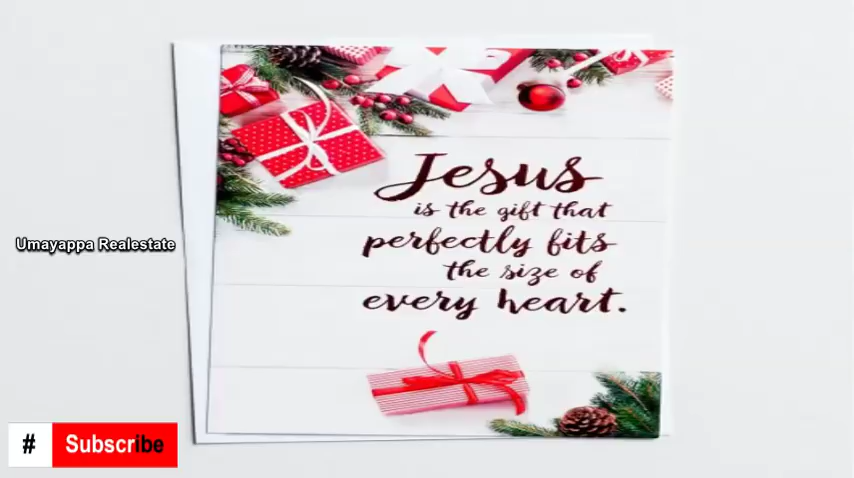 Jesus
is the gift that
perfectly fits
the size of
every heart.
Umayappa Realestate
# Subscribe